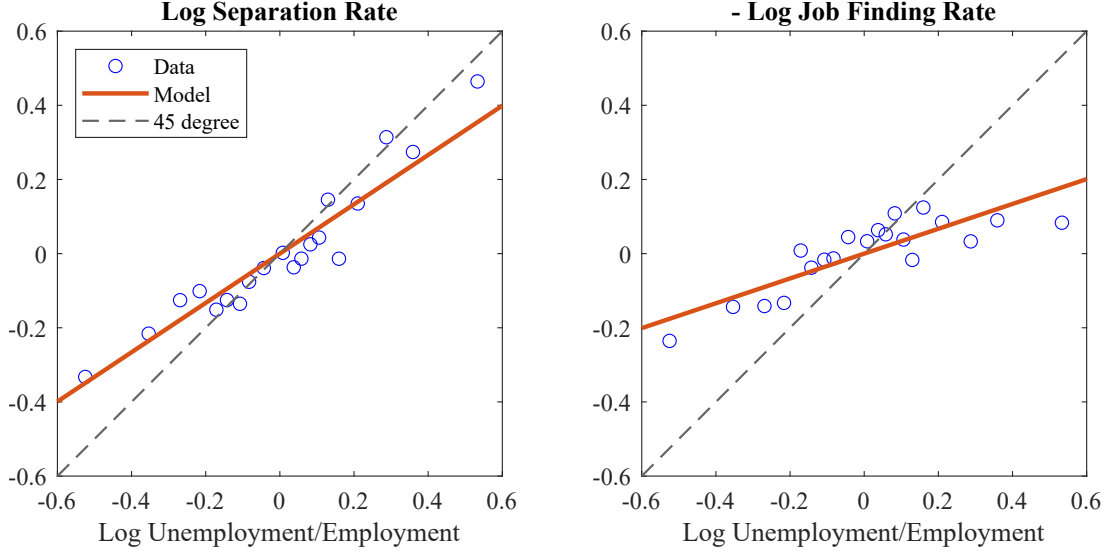 Log Separation Rate
0.6
0.4
0.2
0
-0.2
-0.4
-0.6
-0.6 -0.4 -0.2 0 0.2 0.4 0.6
Log Unemployment/Employment
Data
Model
45 degree
- Log Job Finding Rate
0.6
0.4
0.2
0
-0.2
-0.4
-0.6
-0.6 -0.4 -0.2 0 0.2 0.4 0.6
Log Unemployment/Employment